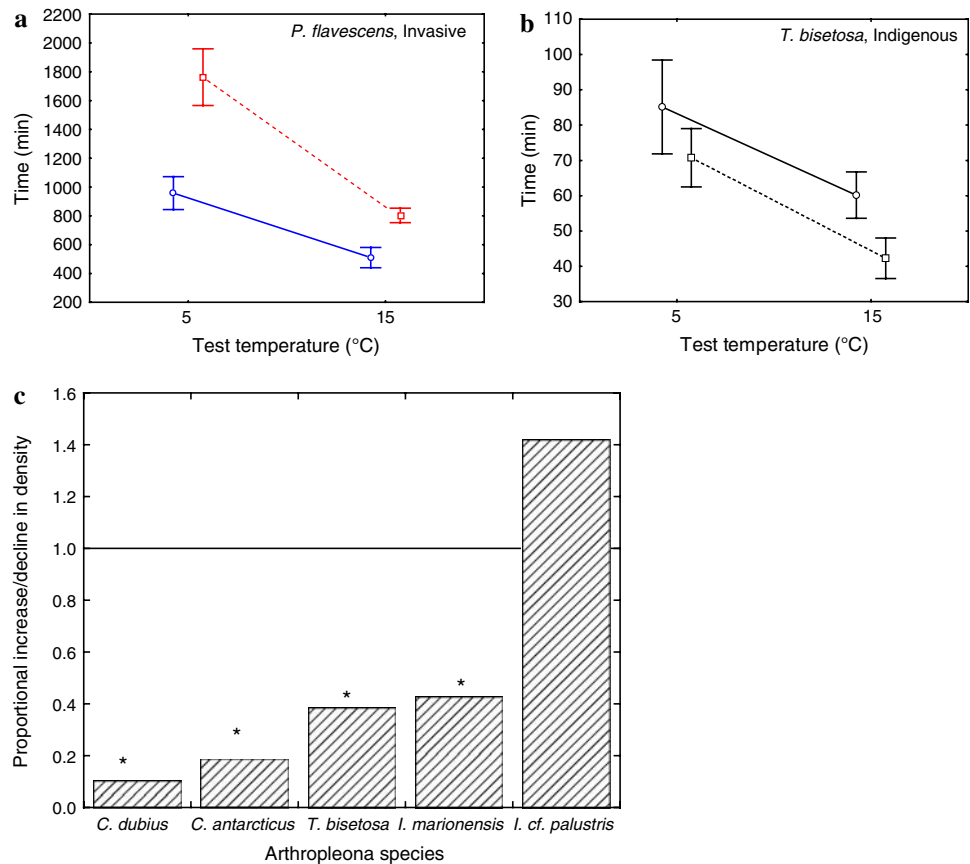 a
P. flavescens, Invasive
Time (min)
2200
2000
1800
1600
1400
1200
1000
800
600
400
200
5
15
Test temperature (°C)
b
T. bisetosa, Indigenous
Time (min)
110
100
90
80
70
60
50
40
30
5
15
Test temperature (°C)
c
Proportional increase/decline in density
1.6
1.4
1.2
1.0
0.8
0.6
0.4
0.2
0.0
*
*
*
*
C. dubius
C. antarcticus
T. bisetosa
I. marionensis
I. cf. palustris
Arthropleona species